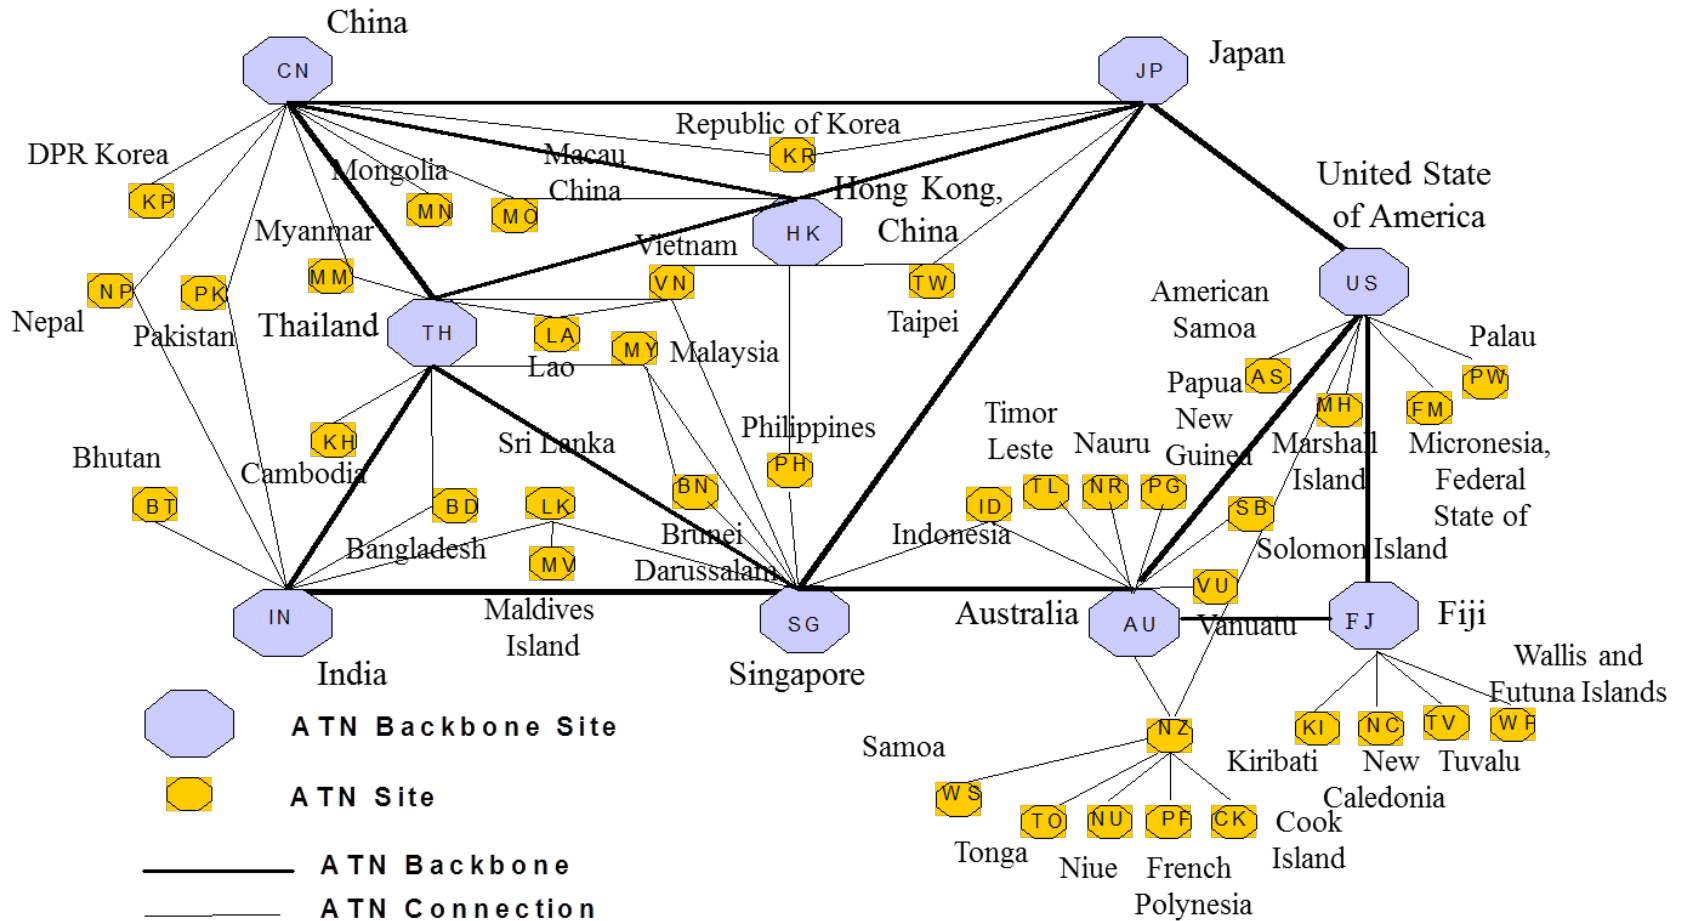 China
CN
JP
Japan
Republic of Korea
KR
DPR Korea
KP
Mongolia
MN
Macau
China
MO
Hong Kong,
China
HK
United State
of America
US
Myanmar
MM
Vietnam
VN
TW
Taipei
NP
Nepal
PK
Pakistan
Thailand
TH
LA
Lao
MY
Malaysia
American
Samoa
AS
Palau
PW
Papua
New
Guinea
PG
MH
Marshall
Island
FM
Micronesia,
Federal
State of
Timor
Leste
TL
Nauru
NR
KH
Cambodia
Sri Lanka
LK
Philippines
PH
Bhutan
BT
BD
Bangladesh
BN
Brunei
Darussalam
ID
Indonesia
SB
Solomon Island
MV
Maldives
Island
VU
Vanuatu
IN
India
SG
Singapore
Australia
AU
FJ
Fiji
Wallis and
Futuna Islands
ATN Backbone Site
ATN Site
ATN Backbone
ATN Connection
NZ
KI
NC
TV
WF
Kiribati
New
Caledonia
Tuvalu
Samoa
WS
TO
NU
PF
CK
Tonga
Niue
French
Polynesia
Cook
Island